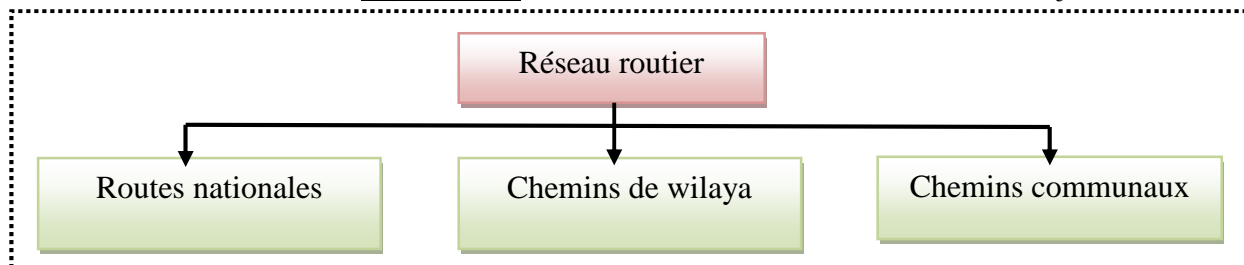 Réseau routier
Routes nationales
Chemins de wilaya
Chemins communaux